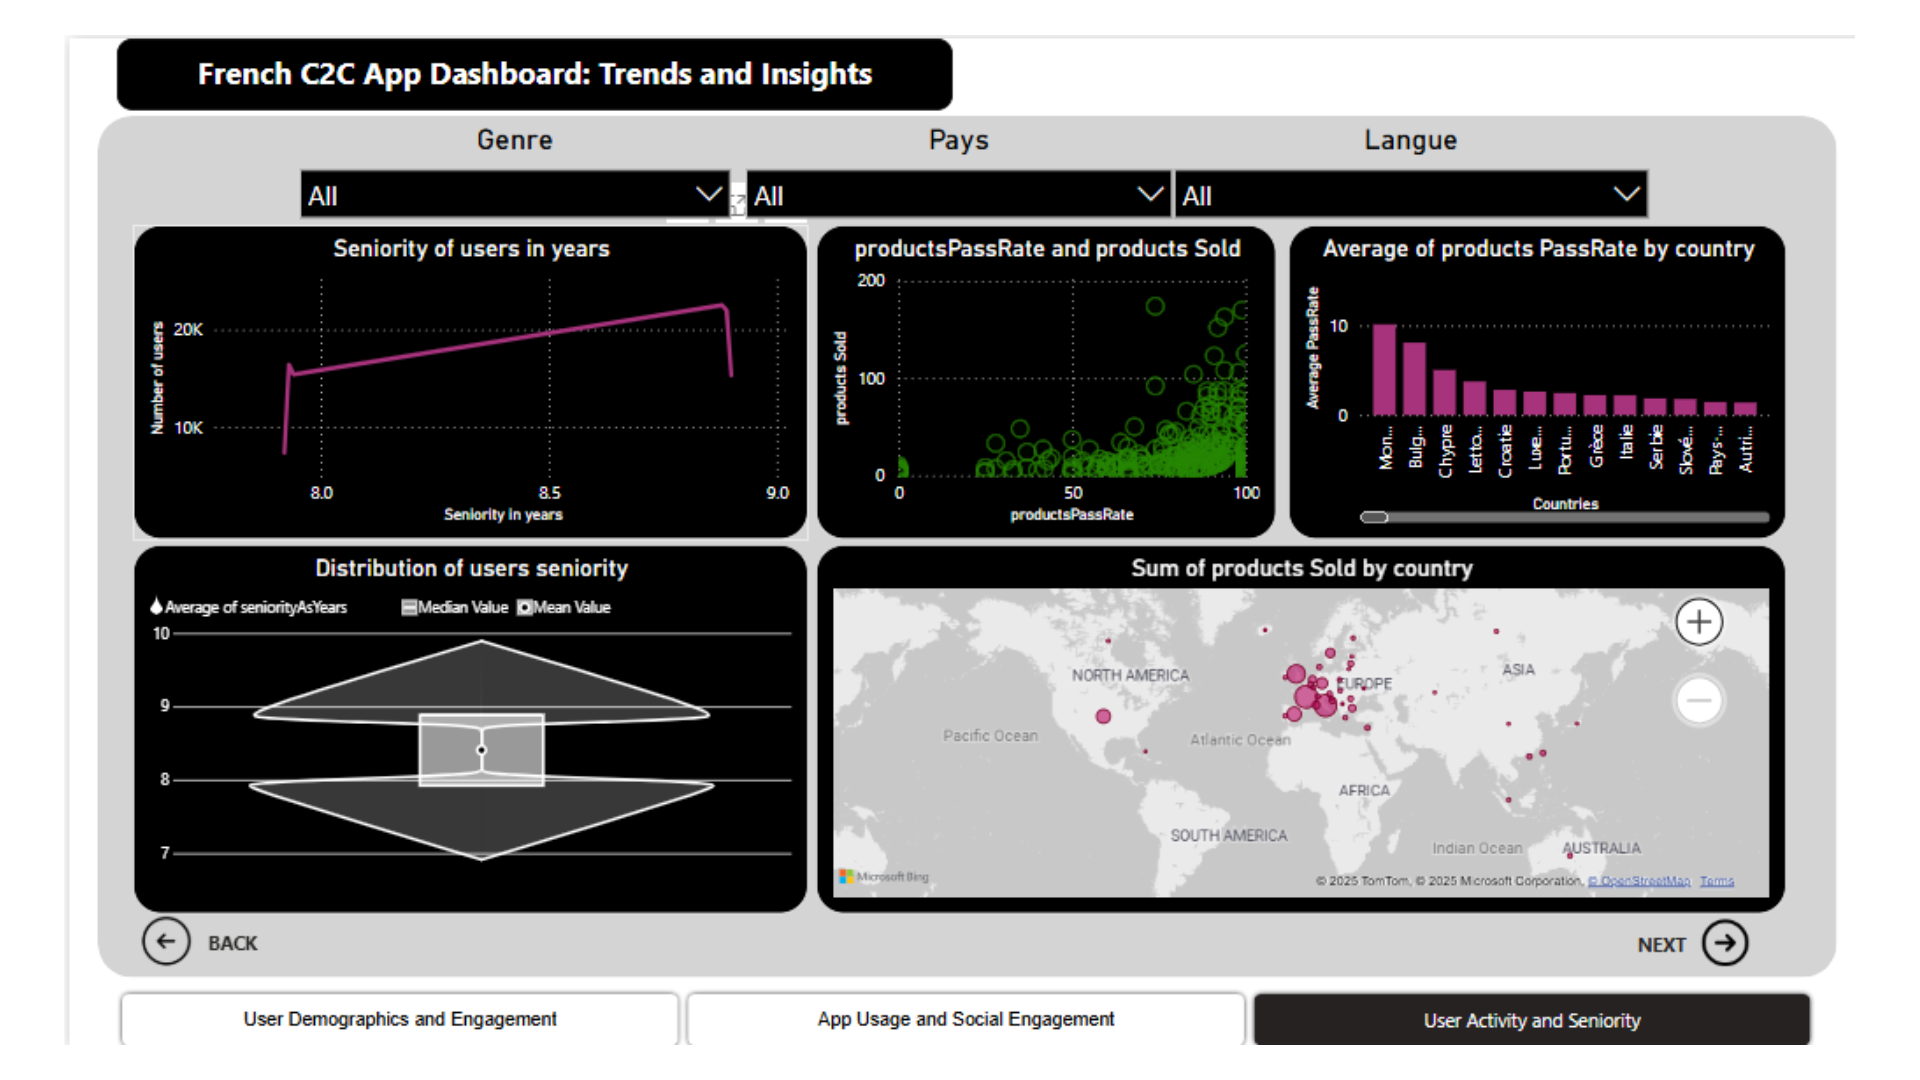 French C2C App Dashboard: Trends and Insights
Genre
Pays
Langue
All
All
All
Seniority of users in years
Number of users
20K
10K
8.0
8.5
9.0
Seniority in years
productsPassRate and products Sold
products Sold
200
100
0
0
50
100
productsPassRate
Average of products PassRate by country
Average PassRate
10
0
Mon...
Bulg...
Chypre
Letto...
Croatie
Luxe...
Portu...
Grèce
Italie
Serbie
Slové...
Pays-...
Autri...
Countries
Distribution of users seniority
Average of seniorityAsYears
Median Value
Mean Value
10
9
8
7
Sum of products Sold by country
NORTH AMERICA
EUROPE
ASIA
Pacific Ocean
Atlantic Ocean
AFRICA
SOUTH AMERICA
Indian Ocean
AUSTRALIA
Microsoft Bing
© 2025 TomTom, © 2025 Microsoft Corporation, © OpenStreetMap Terms
BACK
NEXT
User Demographics and Engagement
App Usage and Social Engagement
User Activity and Seniority